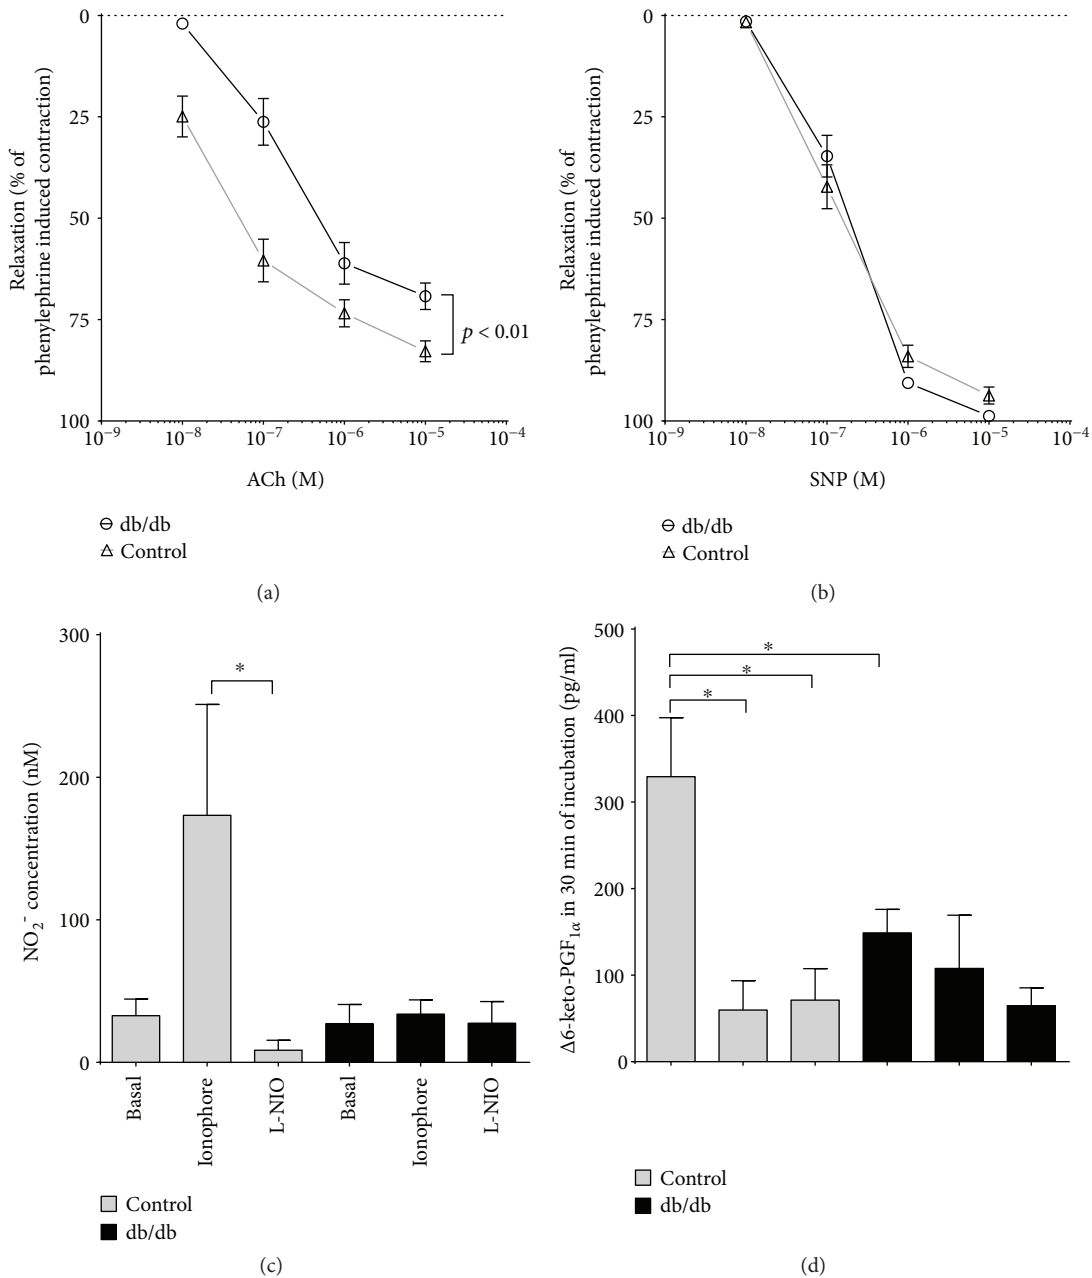 0
25
50
75
100
Relaxation (% of
phenylephrine induced contraction)
p < 0.01
10⁻⁹ 10⁻⁸ 10⁻⁷ 10⁻⁶ 10⁻⁵ 10⁻⁴
ACh (M)
db/db
Control
(a)
0
25
50
75
100
Relaxation (% of
phenylephrine induced contraction)
10⁻⁹ 10⁻⁸ 10⁻⁷ 10⁻⁶ 10⁻⁵ 10⁻⁴
SNP (M)
db/db
Control
(b)
300
200
100
0
NO₂⁻ concentration (nM)
*
Basal
Ionophore
L-NIO
Basal
Ionophore
L-NIO
Control
db/db
(c)
500
400
300
200
100
0
Δ6-keto-PGF₁α in 30 min of incubation (pg/ml)
*
*
*
Control
db/db
(d)